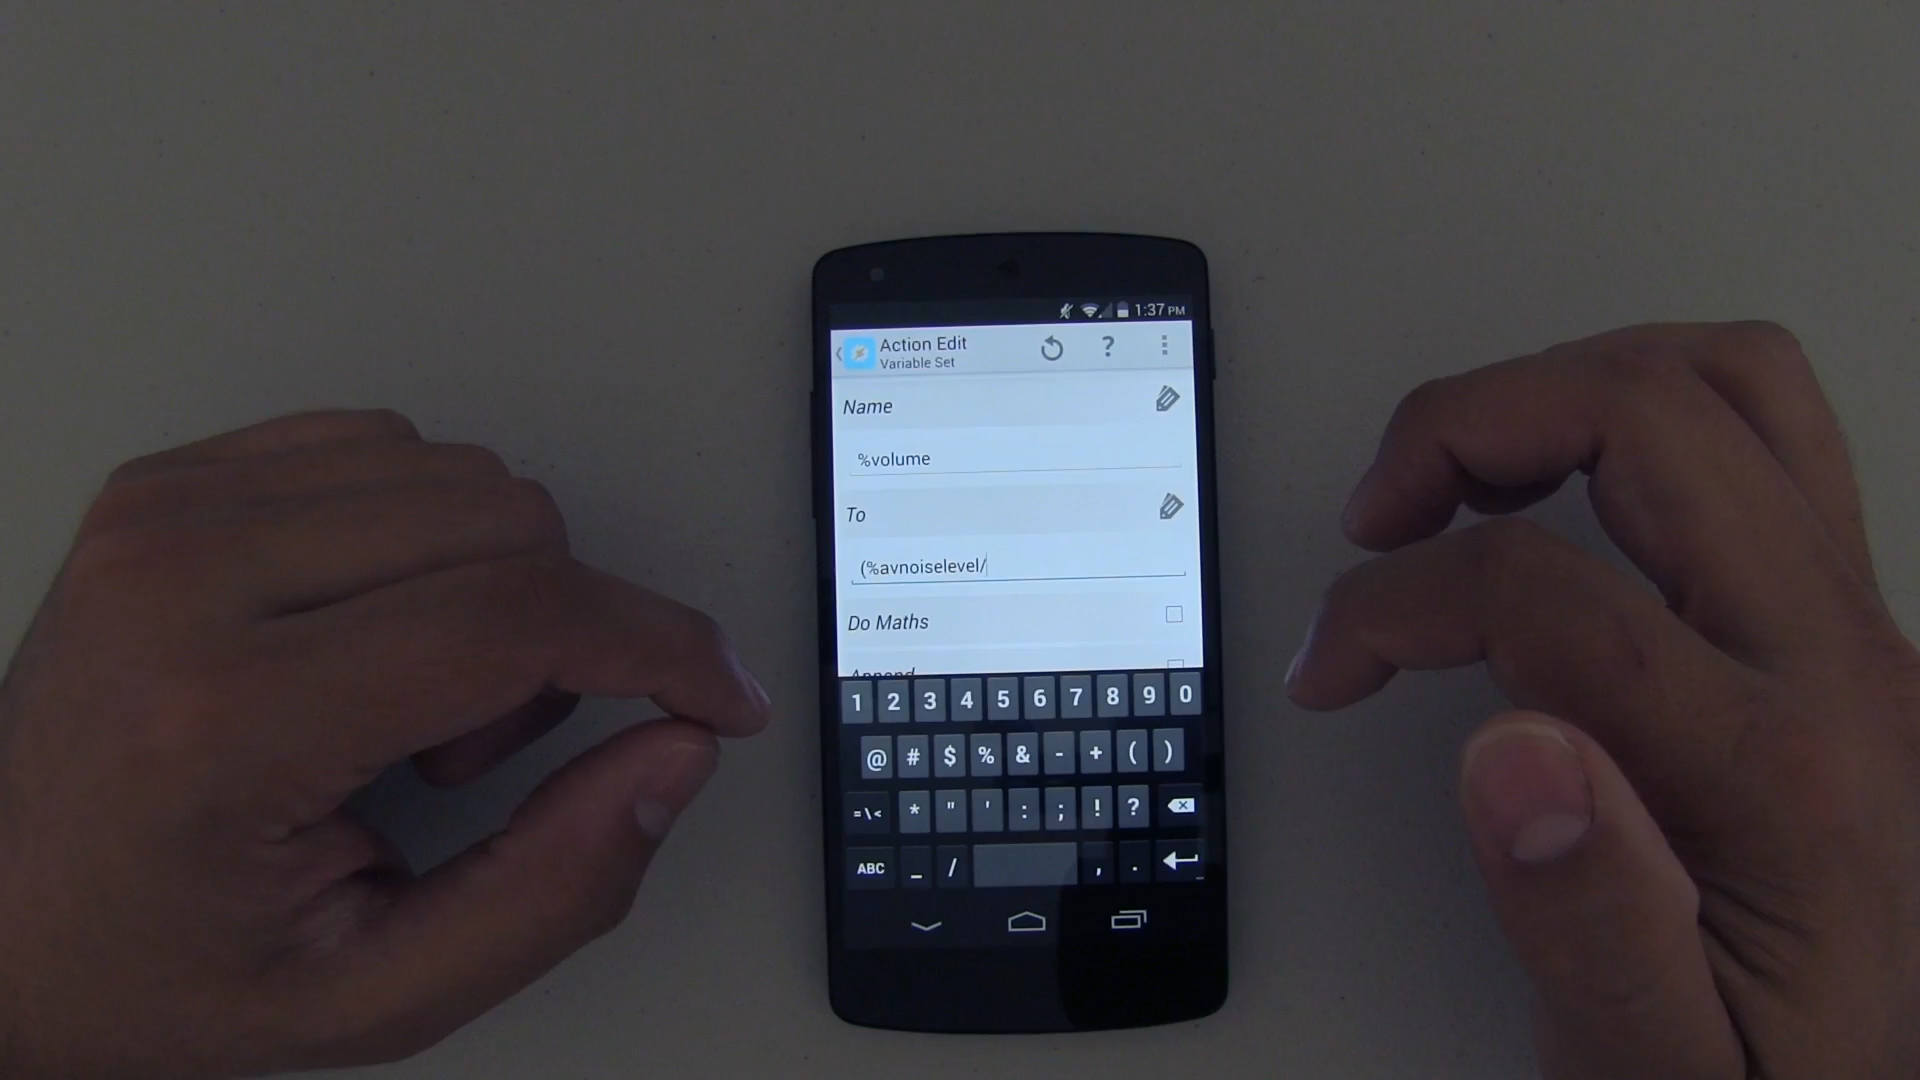 1:37 PM
Action Edit
Variable Set
?
Name
%volume
To
(%avnoiselevel/
Do Maths
Append
1 2 3 4 5 6 7 8 9 0
@ # $ % & - + ( )
=\< * " ' : ; ! ?
ABC _ / , .